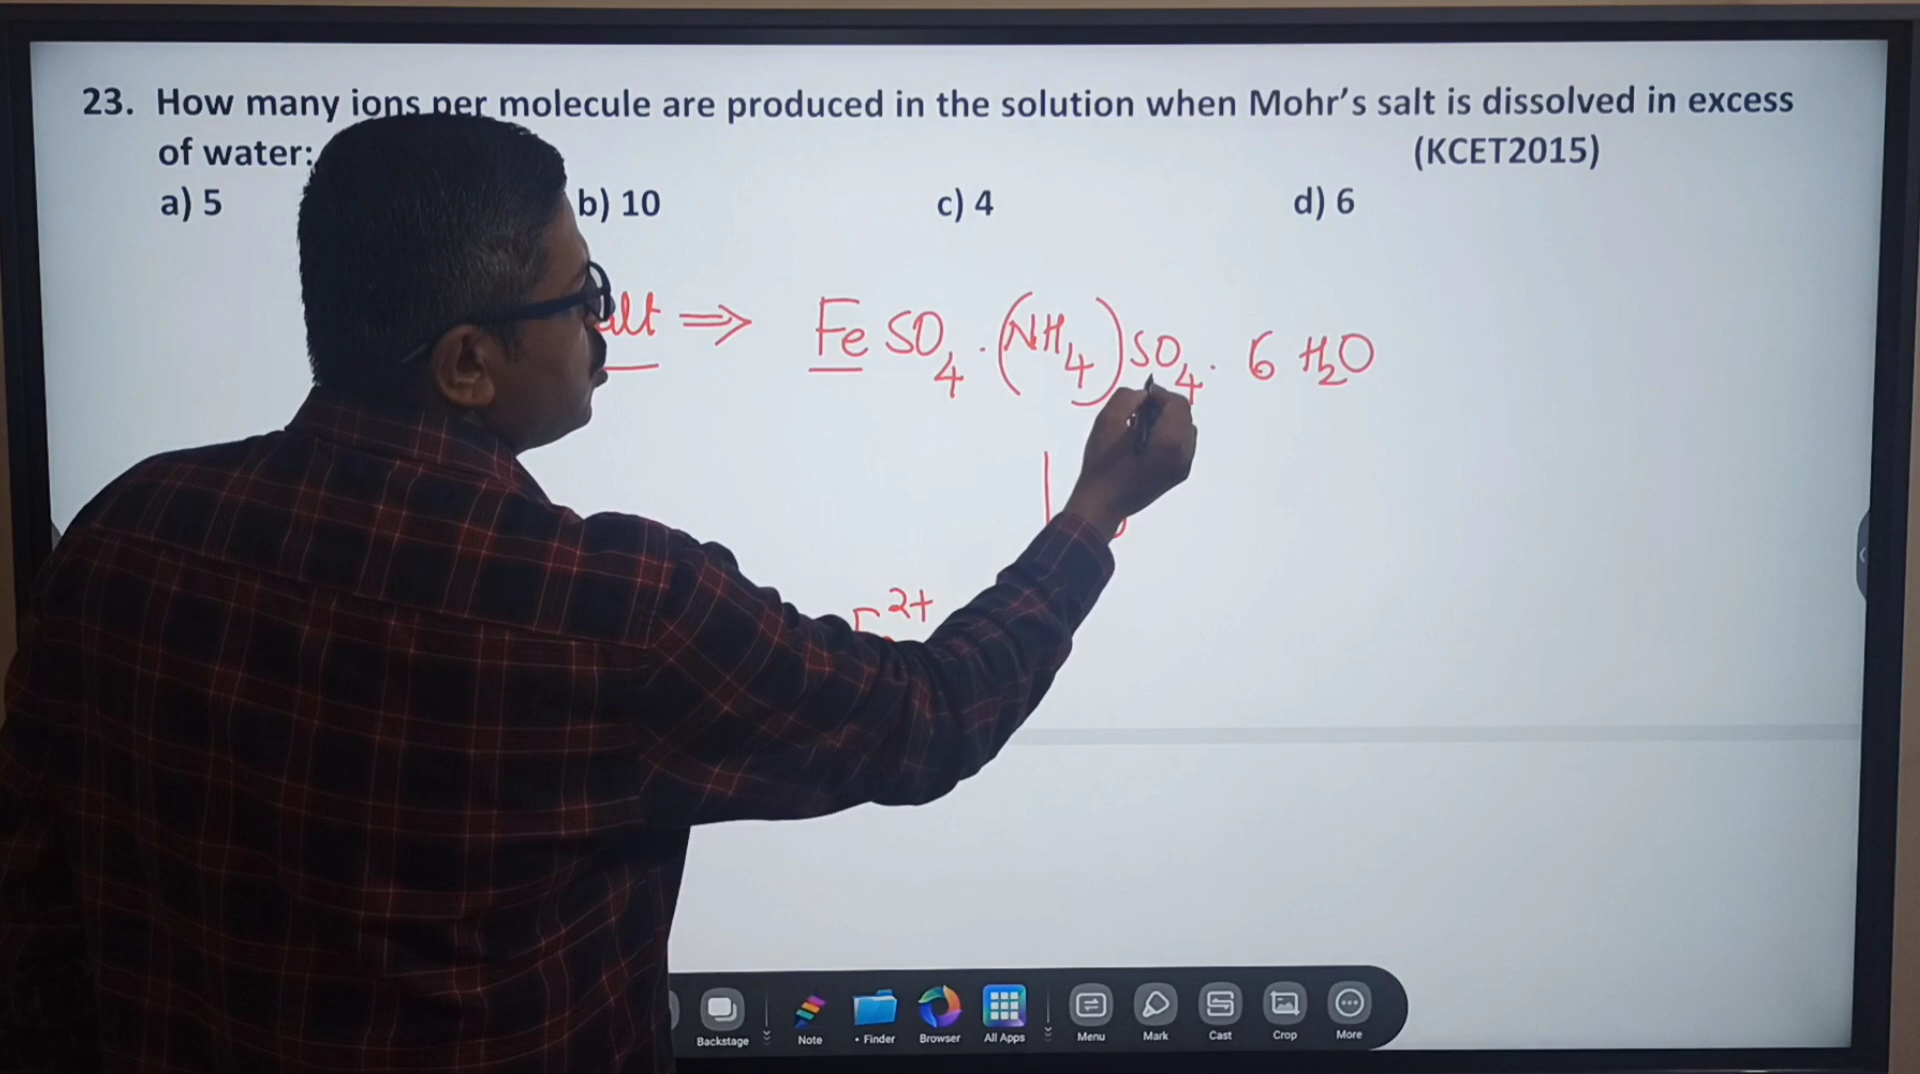 23. How many ions per molecule are produced in the solution when Mohr's salt is dissolved in excess
of water:
(KCET2015)
a) 5 b) 10 c) 4 d) 6
alt ⇒ FeSO4 . (NH4) SO4 . 6 H2O
2+
Backstage Note • Finder Browser All Apps Menu Mark Cast Crop More